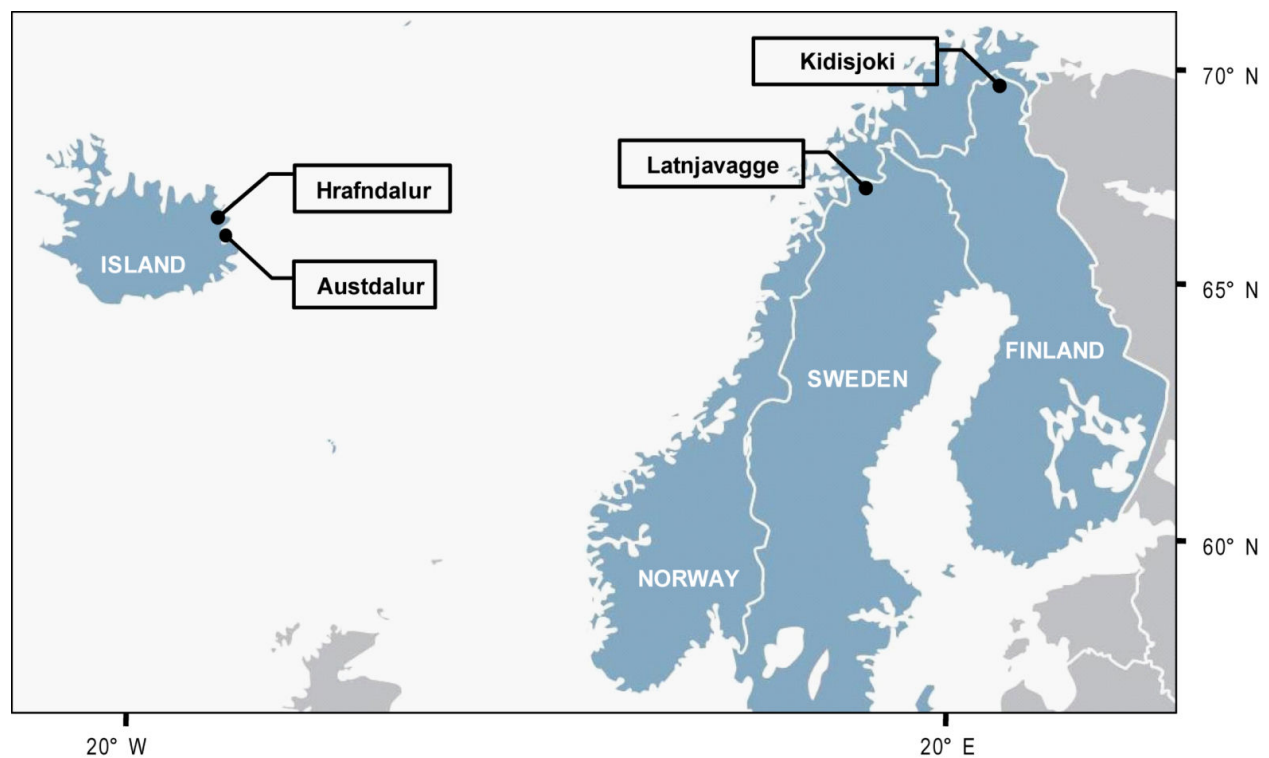 Kidisjoki
70° N
Latnjavagge
Hrafndalur
ISLAND
Austdalur
65° N
FINLAND
SWEDEN
60° N
NORWAY
20° W
20° E